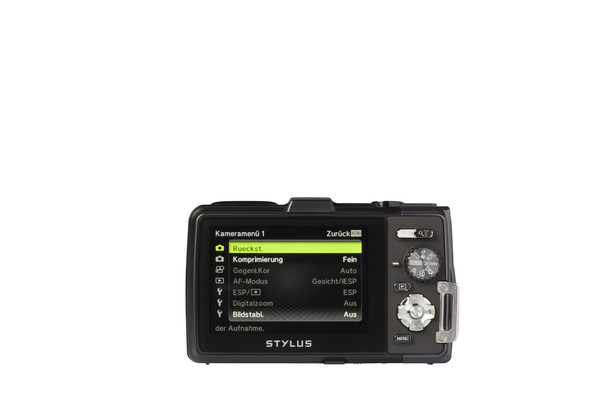 Kameramenü 1 Zurück MENU
Rueckst.
Komprimierung Fein
Gegenl.Kor Auto
AF-Modus Gesicht/iESP
ESP/ ESP
Digitalzoom Aus
Bildstabi. Aus
der Aufnahme.
STYLUS
MENU